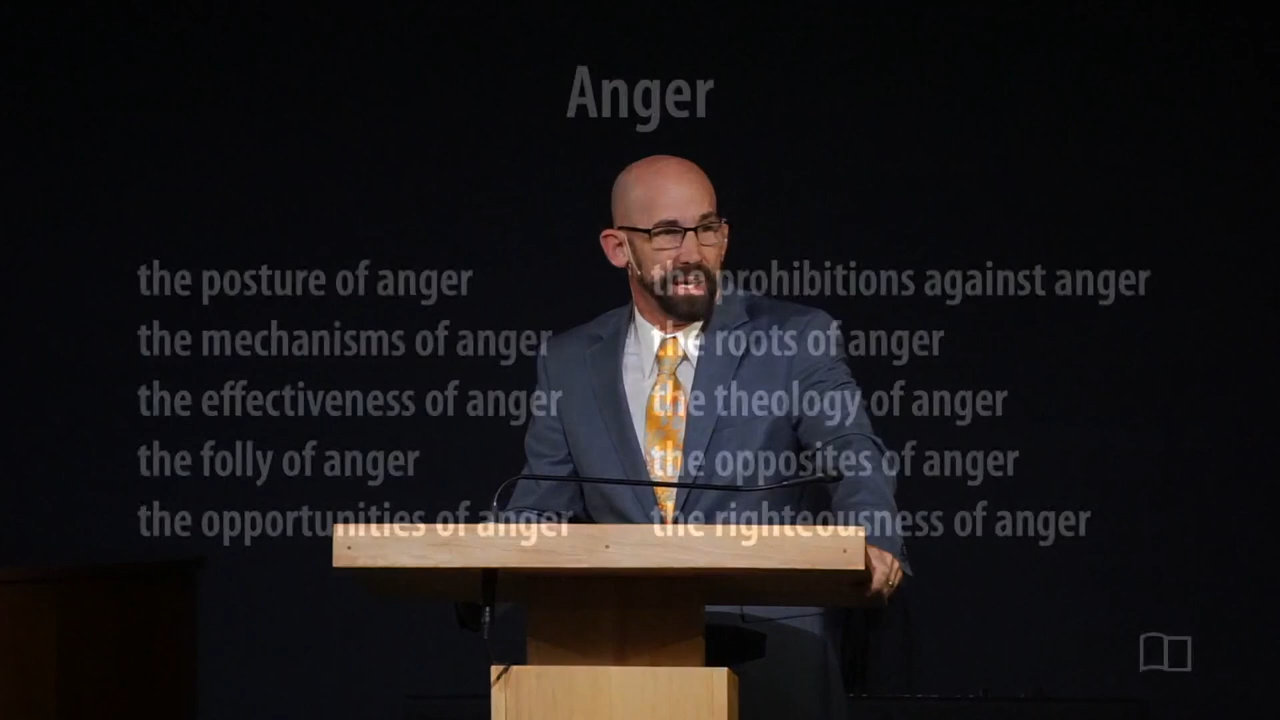 Anger
the posture of anger
the mechanisms of anger
the effectiveness of anger
the folly of anger
the opportunities of anger
the prohibitions against anger
the roots of anger
the theology of anger
the opposites of anger
the righteousness of anger